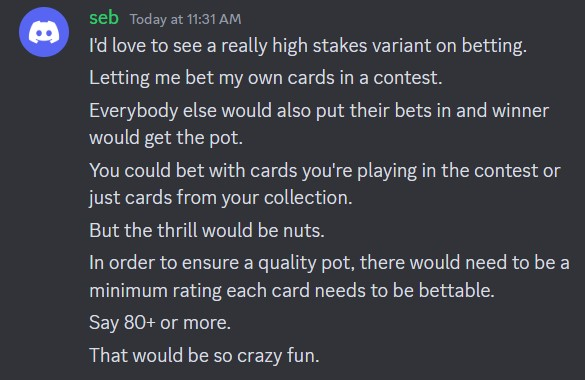 seb Today at 11:31 AM
I'd love to see a really high stakes variant on betting.
Letting me bet my own cards in a contest.
Everybody else would also put their bets in and winner
would get the pot.
You could bet with cards you're playing in the contest or
just cards from your collection.
But the thrill would be nuts.
In order to ensure a quality pot, there would need to be a
minimum rating each card needs to be bettable.
Say 80+ or more.
That would be so crazy fun.